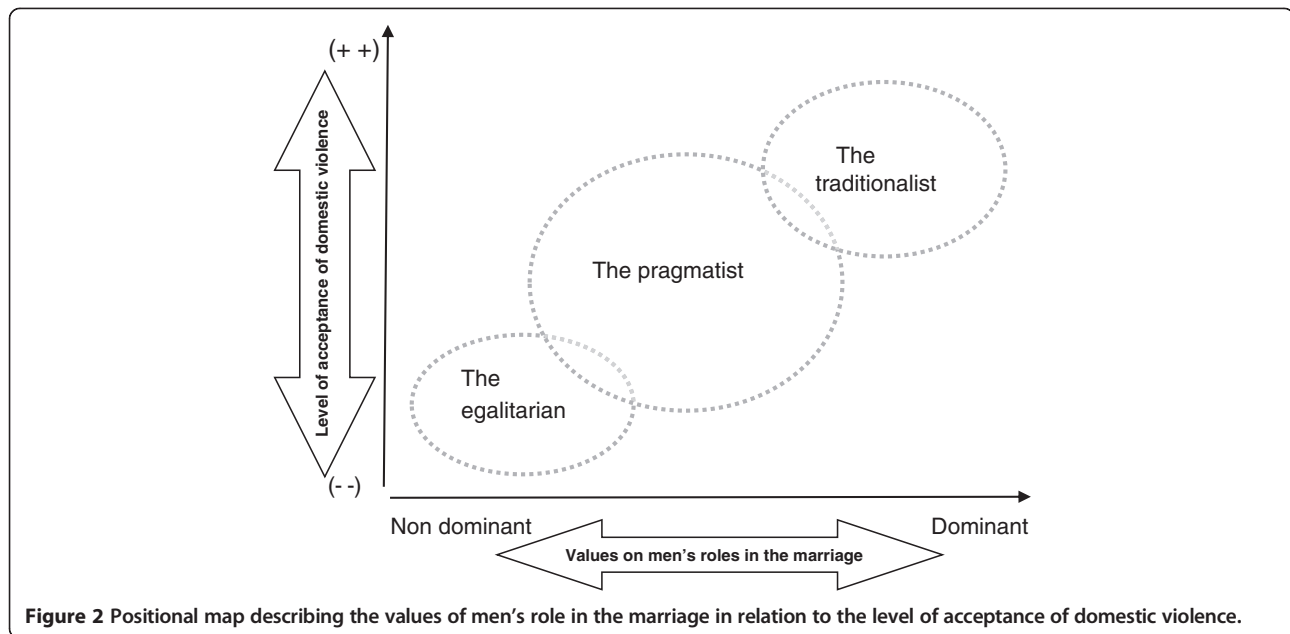 (+ +)
Level of acceptance of domestic violence
The
traditionalist
The pragmatist
The
egalitarian
(- -)
Non dominant
Dominant
Values on men's roles in the marriage
Figure 2 Positional map describing the values of men's role in the marriage in relation to the level of acceptance of domestic violence.